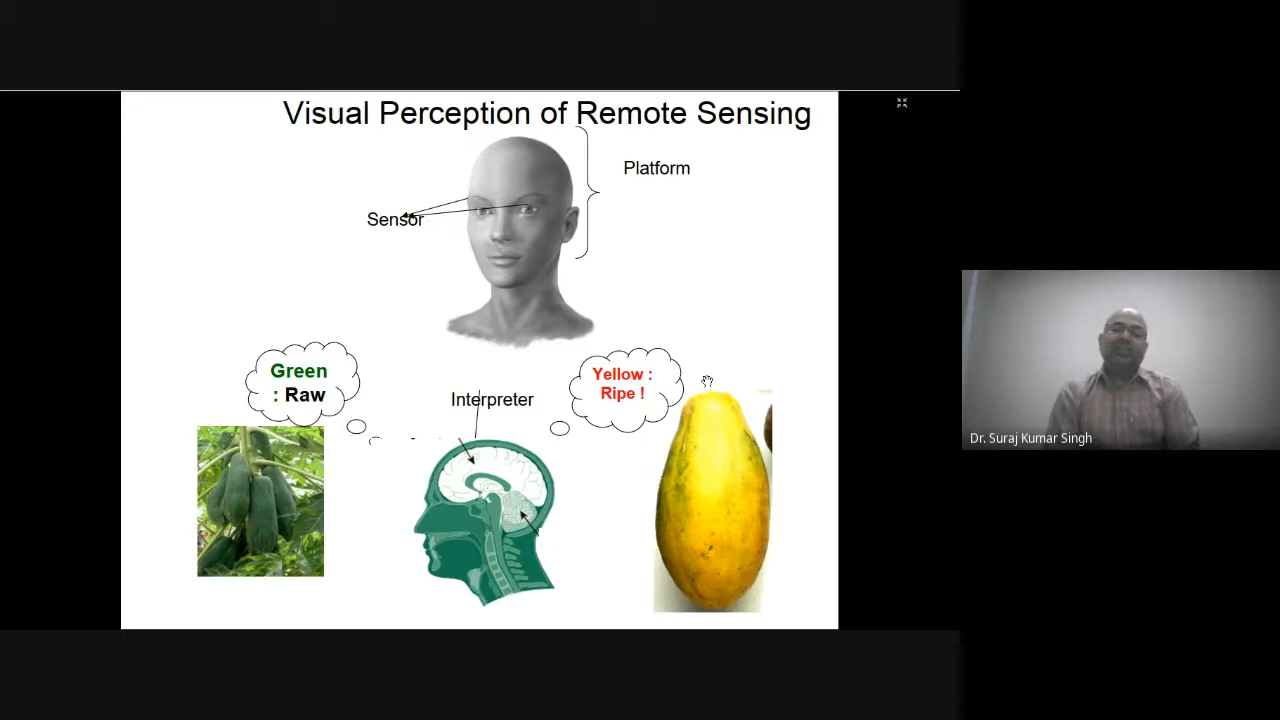 Visual Perception of Remote Sensing
Platform
Sensor
Green
: Raw
Interpreter
Yellow :
Ripe !
Dr. Suraj Kumar Singh